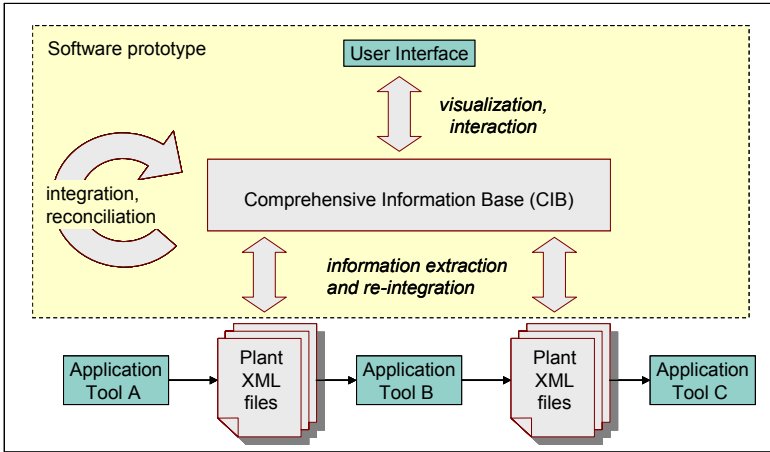 Software prototype
User Interface
visualization,
interaction
integration,
reconciliation
Comprehensive Information Base (CIB)
information extraction
and re-integration
Application
Tool A
Plant
XML
files
Application
Tool B
Plant
XML
files
Application
Tool C